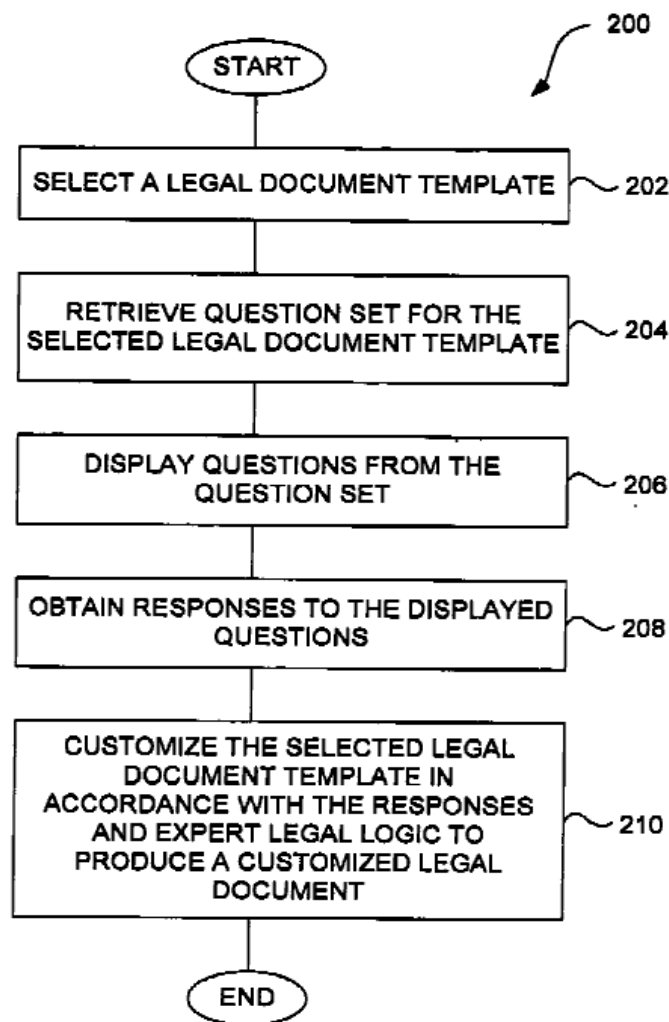 200
START
SELECT A LEGAL DOCUMENT TEMPLATE
202
RETRIEVE QUESTION SET FOR THE
SELECTED LEGAL DOCUMENT TEMPLATE
204
DISPLAY QUESTIONS FROM THE
QUESTION SET
206
OBTAIN RESPONSES TO THE DISPLAYED
QUESTIONS
208
CUSTOMIZE THE SELECTED LEGAL
DOCUMENT TEMPLATE IN
ACCORDANCE WITH THE RESPONSES
AND EXPERT LEGAL LOGIC TO
PRODUCE A CUSTOMIZED LEGAL
DOCUMENT
210
END